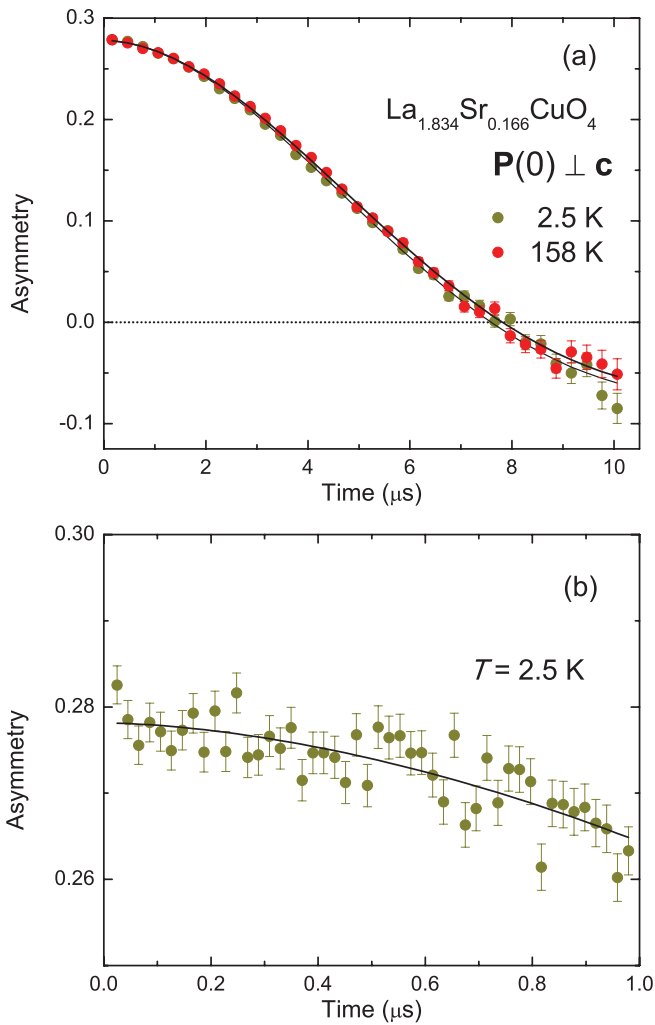 (a)
La1.834Sr0.166CuO4
P(0) ⊥ c
2.5 K
158 K
Asymmetry
0.3
0.2
0.1
0.0
-0.1
0 2 4 6 8 10
Time (μs)
(b)
T = 2.5 K
Asymmetry
0.30
0.28
0.26
0.0 0.2 0.4 0.6 0.8 1.0
Time (μs)